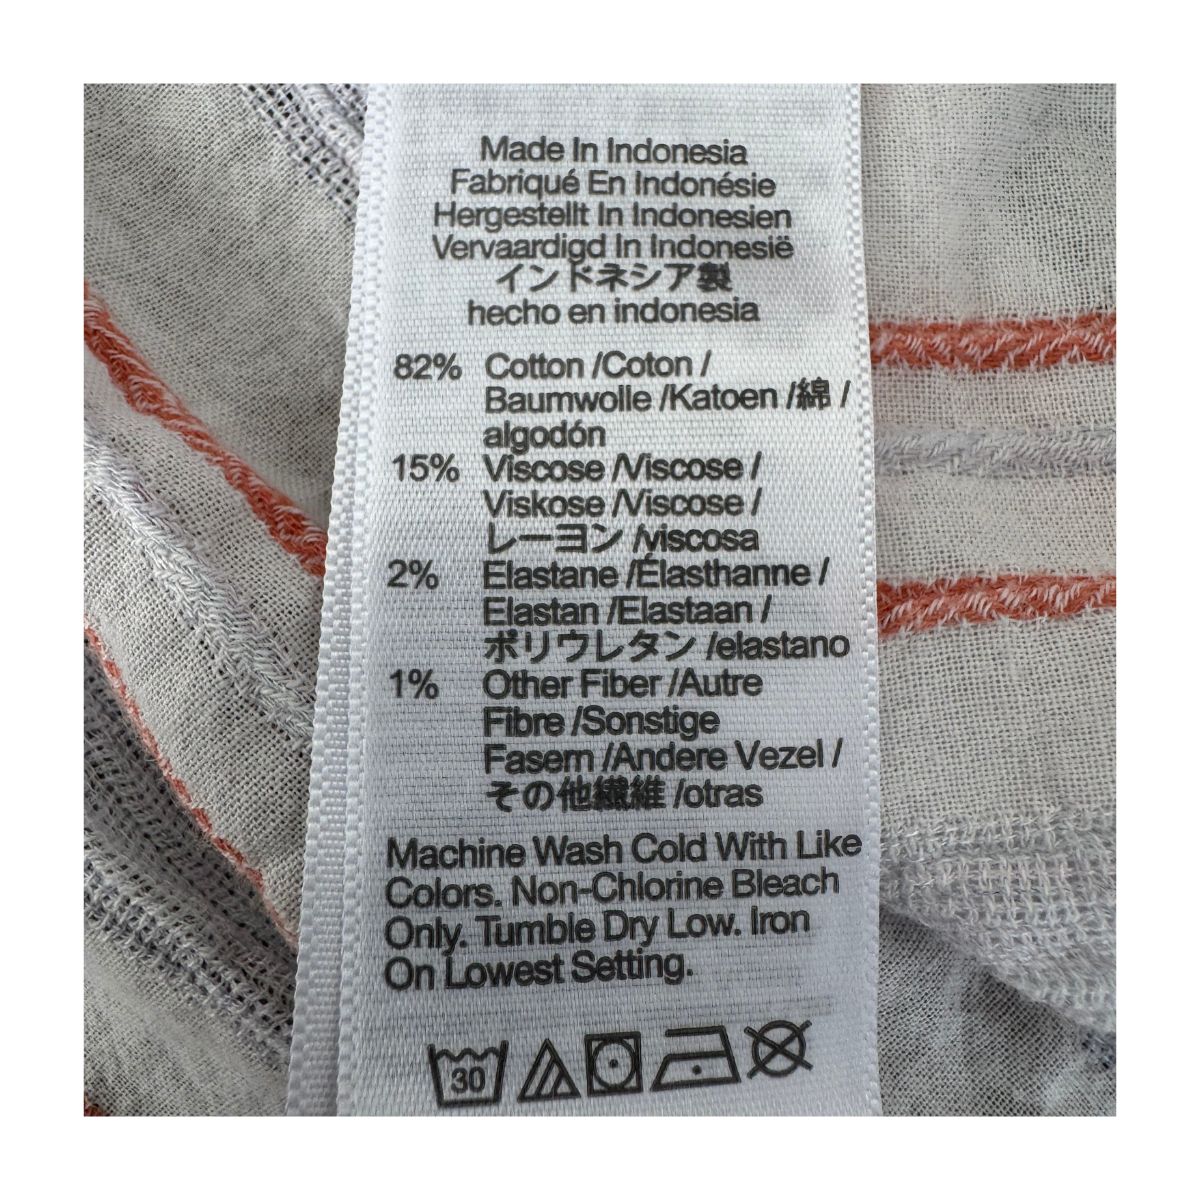 Made In Indonesia
Fabriqué En Indonésie
Hergestellt In Indonesien
Vervaardigd In Indonesië
インドネシア製
hecho en indonesia
82% Cotton /Coton /
Baumwolle /Katoen /綿 /
algodón
15% Viscose /Viscose /
Viskose /Viscose /
レーヨン /viscosa
2% Elastane /Élasthanne /
Elastan /Elastaan /
ポリウレタン /elastano
1% Other Fiber /Autre
Fibre /Sonstige
Fasern /Andere Vezel /
その他繊維 /otras
Machine Wash Cold With Like
Colors. Non-Chlorine Bleach
Only. Tumble Dry Low. Iron
On Lowest Setting.
30